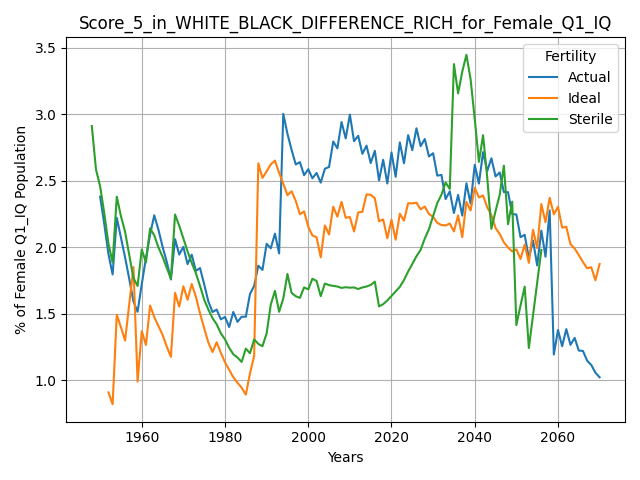 Score_5_in_WHITE_BLACK_DIFFERENCE_RICH_for_Female_Q1_IQ
Fertility
Actual
Ideal
Sterile
% of Female Q1_IQ Population
3.5
3.0
2.5
2.0
1.5
1.0
1960 1980 2000 2020 2040 2060
Years